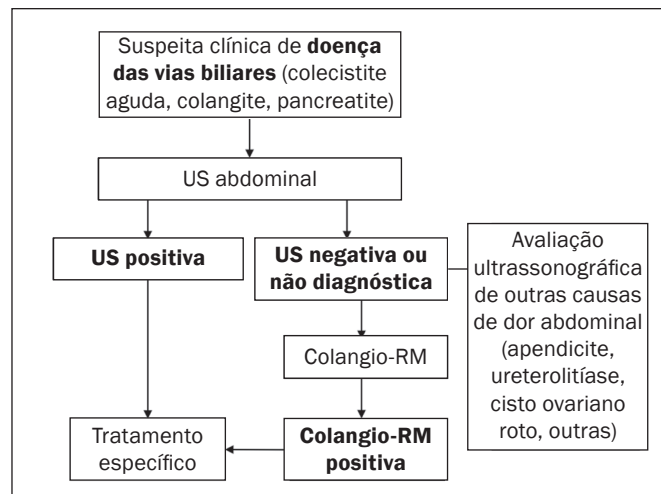 Suspeita clínica de doença
das vias biliares (colecistite
aguda, colangite, pancreatite)
US abdominal
US positiva
US negativa ou
não diagnóstica
Avaliação
ultrassonográfica
de outras causas
de dor abdominal
(apendicite,
ureterolitíase,
cisto ovariano
roto, outras)
Colangio-RM
Tratamento
específico
Colangio-RM
positiva